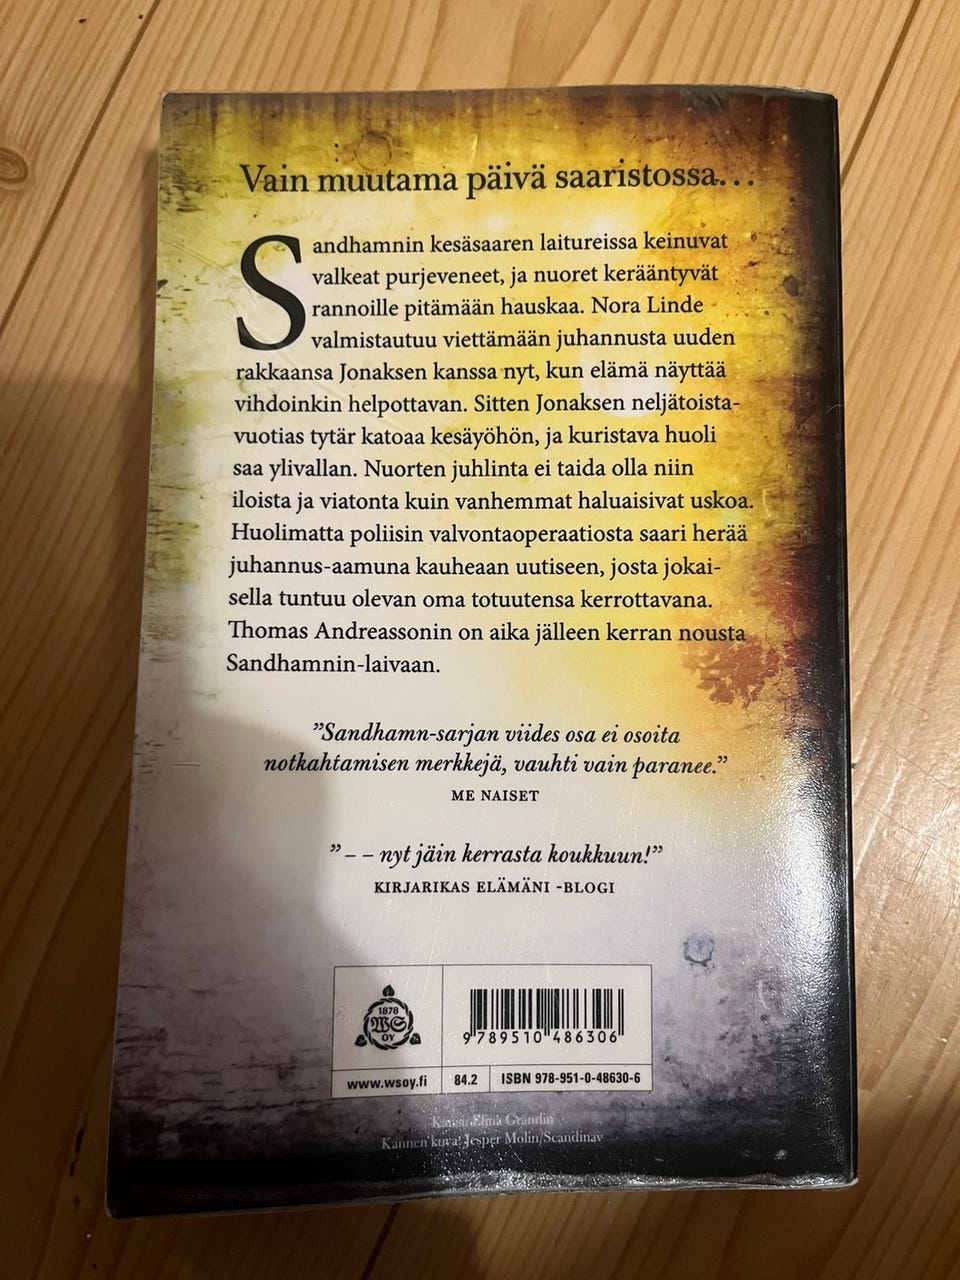 Vain muutama päivä saaristossa...
Sandhamnin kesäsaaren laitureissa keinuvat
valkeat purjeveneet, ja nuoret kerääntyvät
rannoille pitämään hauskaa. Nora Linde
valmistautuu viettämään juhannusta uuden
rakkaansa Jonaksen kanssa nyt, kun elämä näyttää
vihdoinkin helpottavan. Sitten Jonaksen neljätoista-
vuotias tytär katoaa kesäyöhön, ja kuristava huoli
saa ylivallan. Nuorten juhlinta ei taida olla niin
iloista ja viatonta kuin vanhemmat haluaisivat uskoa.
Huolimatta poliisin valvontaoperaatiosta saari herää
juhannus-aamuna kauheaan uutiseen, josta jokai-
sella tuntuu olevan oma totuutensa kerrottavana.
Thomas Andreassonin on aika jälleen kerran nousta
Sandhamnin-laivaan.
"Sandhamn-sarjan viides osa ei osoita
notkahtamisen merkkejä, vauhti vain paranee."
ME NAISET
" – – nyt jäin kerrasta koukkuun!"
KIRJARIKAS ELÄMÄNI -BLOGI
1878
WS
OY
9 789510 486306
www.wsoy.fi
84.2
ISBN 978-951-0-48630-6
Kansi: Elina Grandin
Kannen kuva: Jesper Molin/Scandinav